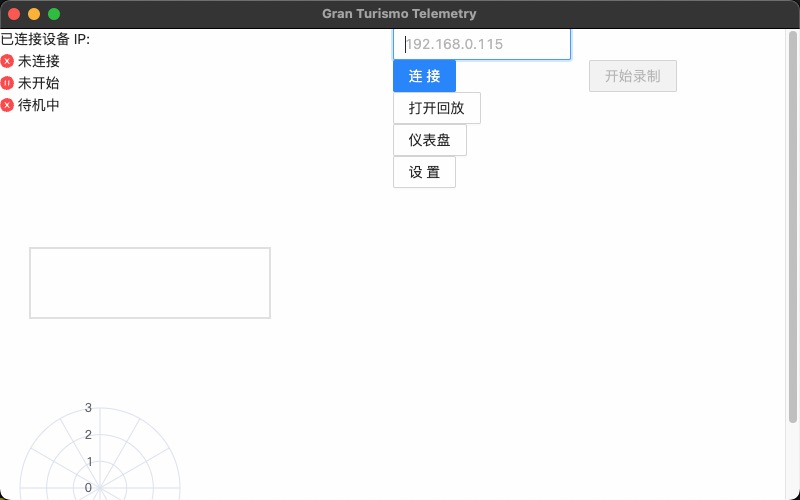 Gran Turismo Telemetry
已连接设备 IP:
未连接
未开始
待机中
192.168.0.115
连 接
开始录制
打开回放
仪表盘
设 置
3
2
1
0